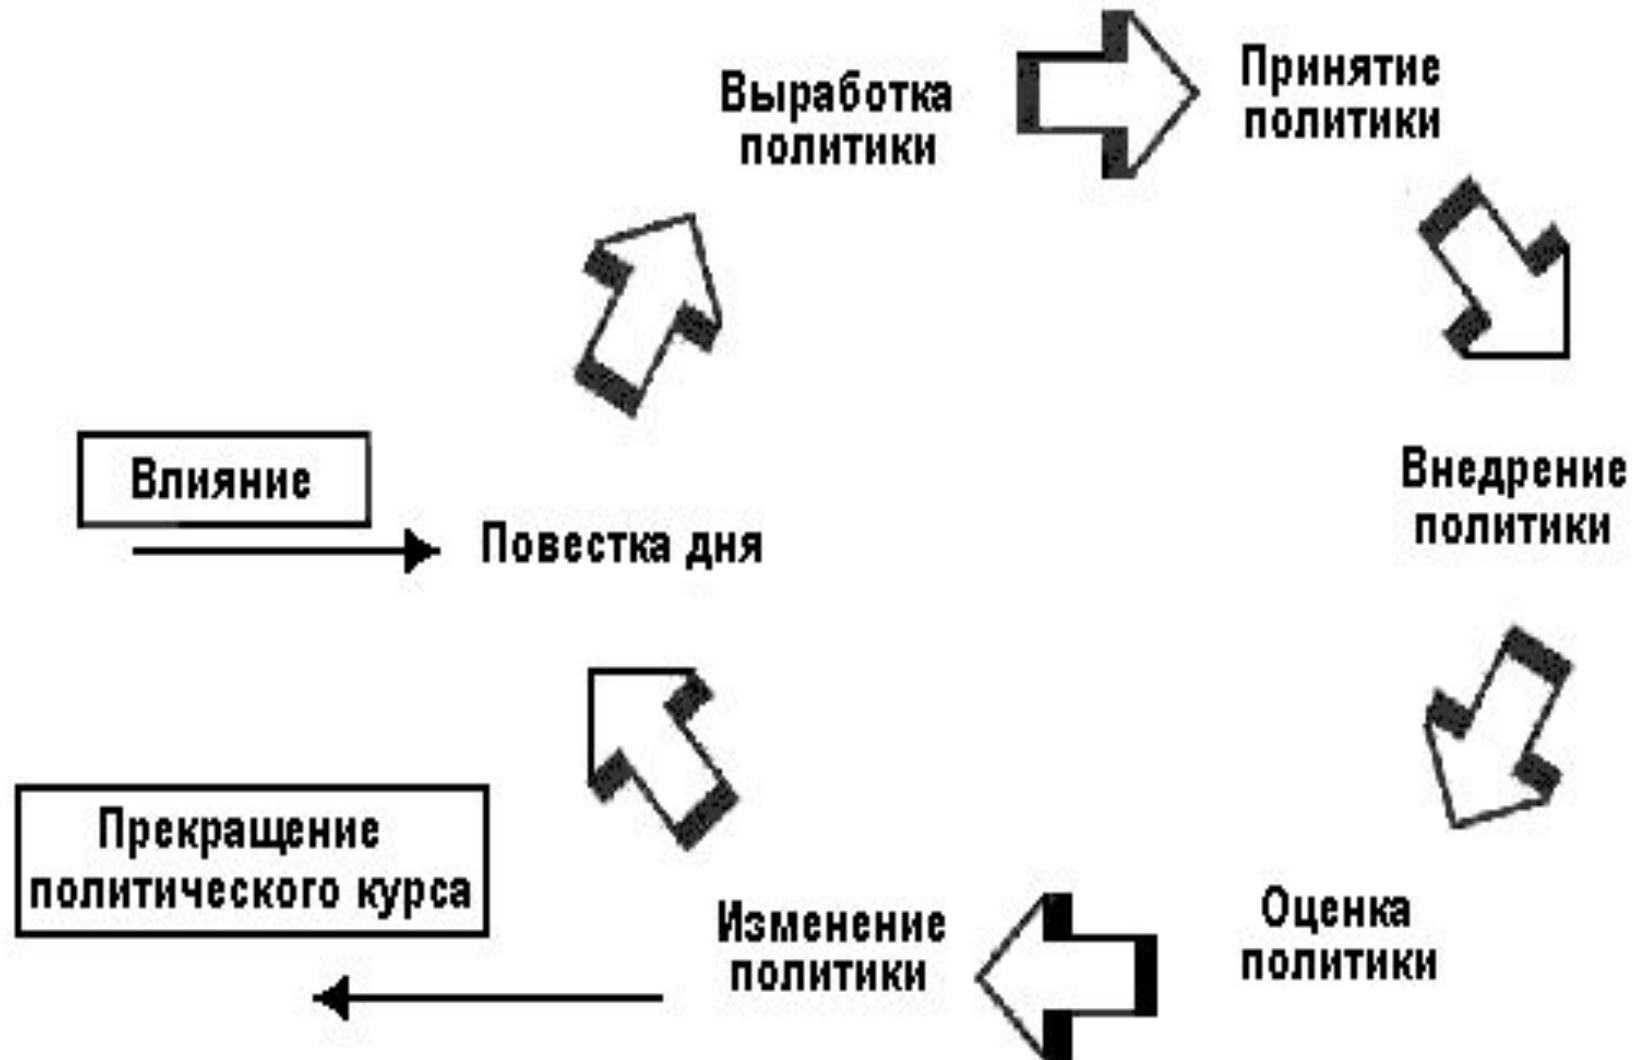 Выработка
политики
Принятие
политики
Влияние
Повестка дня
Внедрение
политики
Прекращение
политического курса
Изменение
политики
Оценка
политики